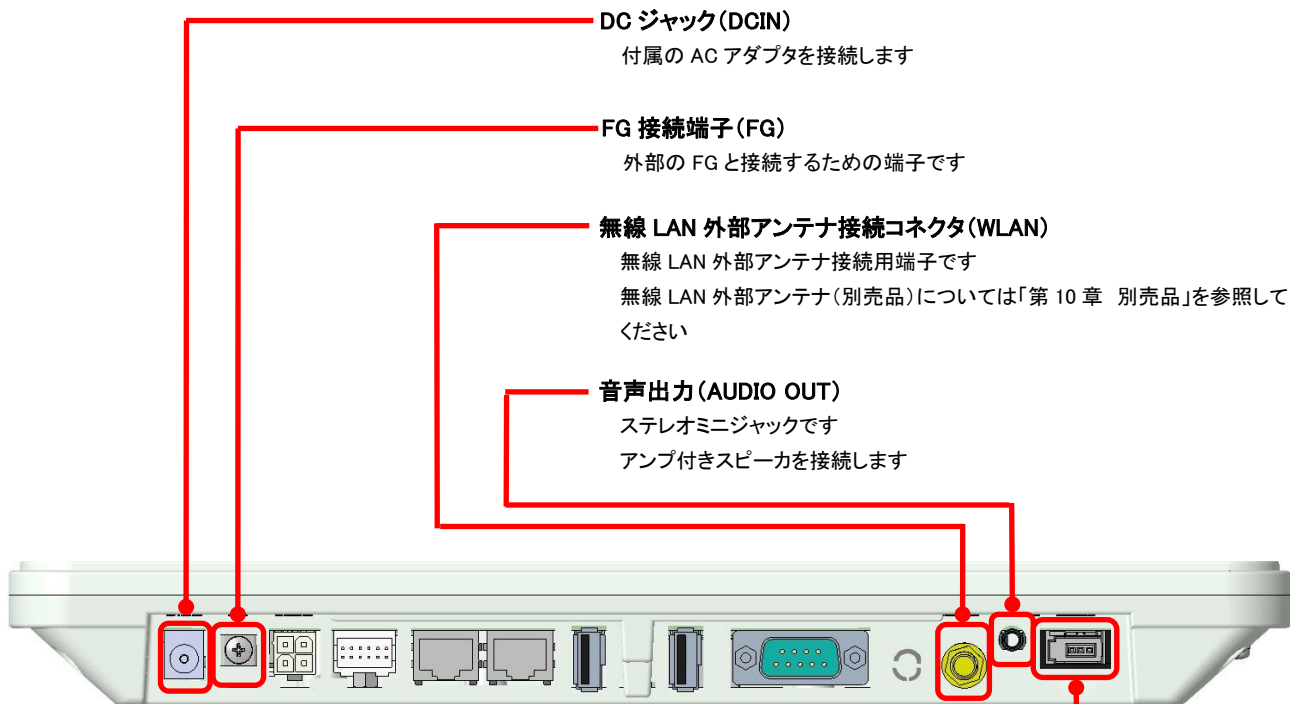 DC ジャック(DCIN)
付属の AC アダプタを接続します
FG 接続端子(FG)
外部の FG と接続するための端子です
無線 LAN 外部アンテナ接続コネクタ(WLAN)
無線 LAN 外部アンテナ接続用端子です
無線 LAN 外部アンテナ(別売品)については「第 10 章 別売品」を参照して
ください
音声出力(AUDIO OUT)
ステレオミニジャックです
アンプ付きスピーカを接続します